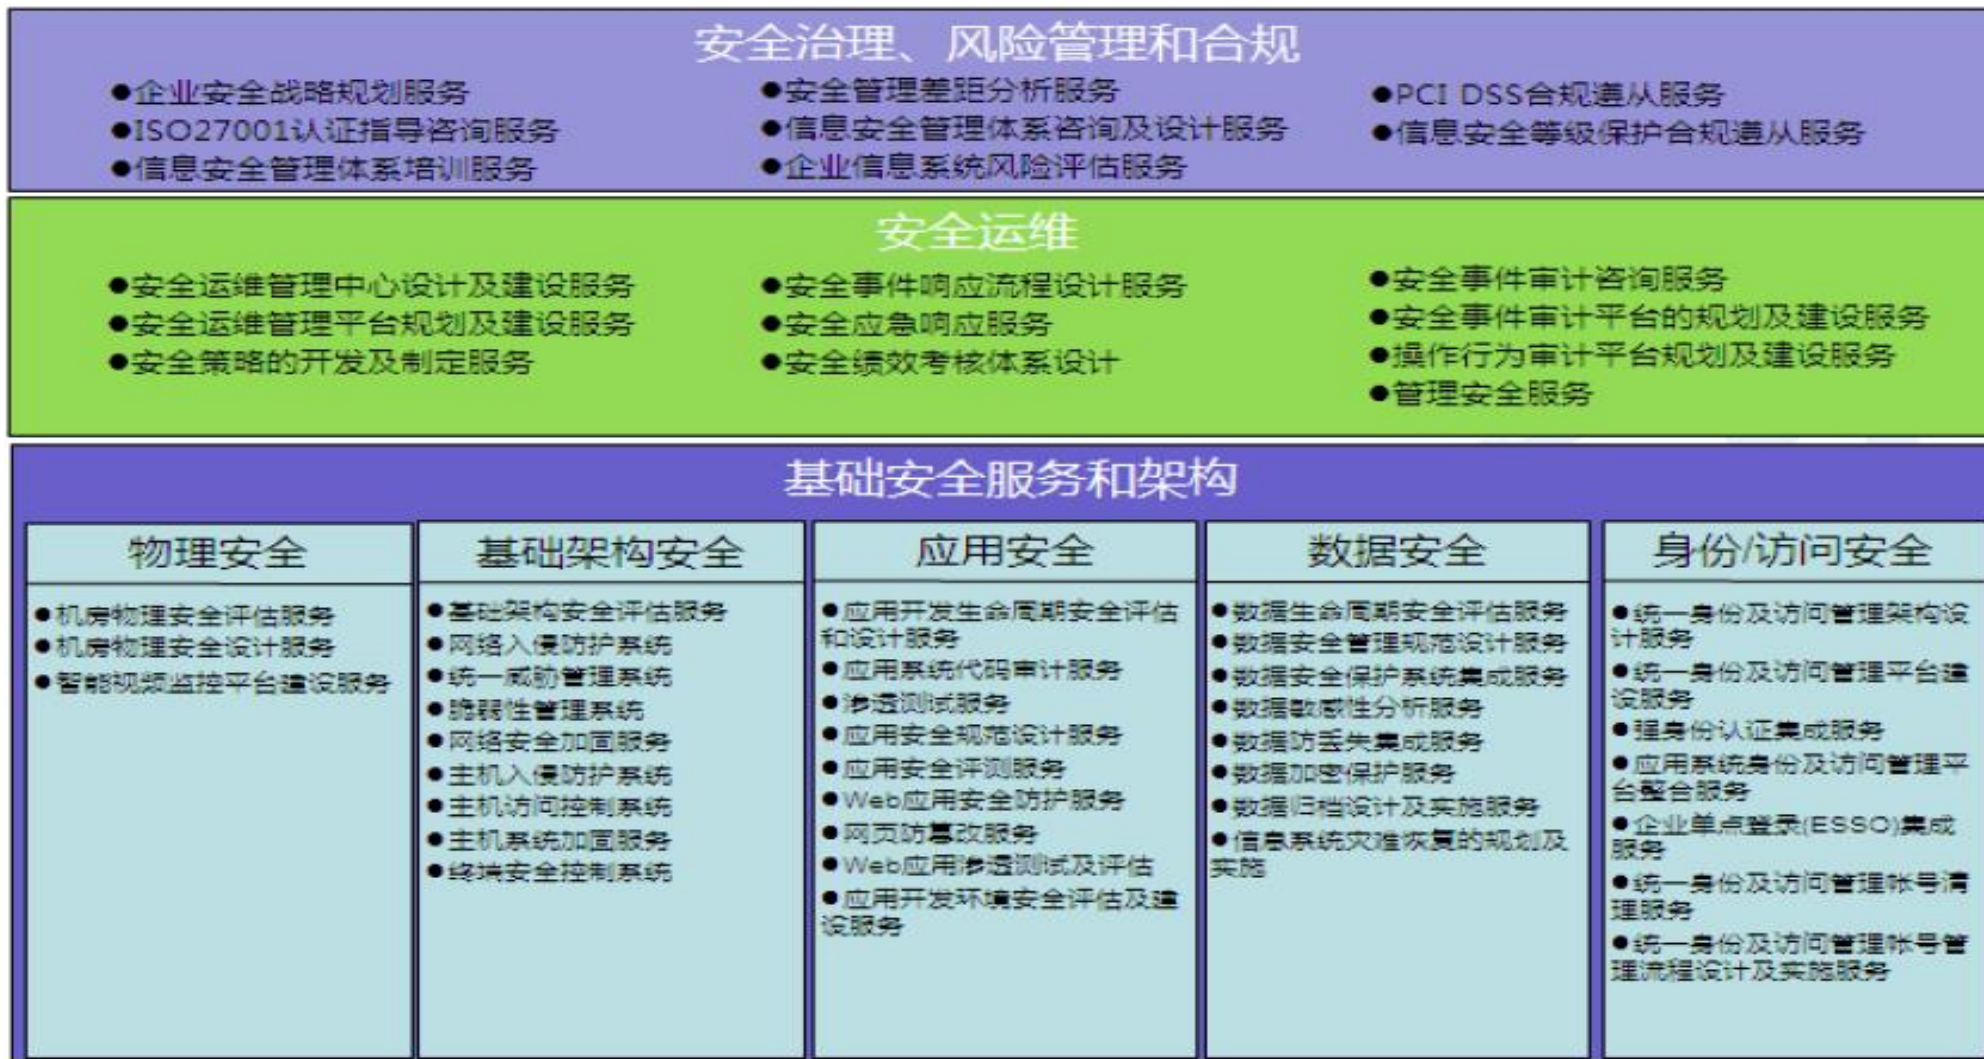 安全治理、风险管理和合规
●企业安全战略规划服务
●ISO27001认证指导咨询服务
●信息安全管理体系培训服务
●安全管理差距分析服务
●信息安全管理体系咨询及设计服务
●企业信息系统风险评估服务
●PCI DSS合规遵从服务
●信息安全等级保护合规遵从服务
安全运维
●安全运维管理中心设计及建设服务
●安全运维管理平台规划及建设服务
●安全策略的开发及制定服务
●安全事件响应流程设计服务
●安全应急响应服务
●安全绩效考核体系设计
●安全事件审计咨询服务
●安全事件审计平台的规划及建设服务
●操作行为审计平台规划及建设服务
●管理安全服务
基础安全服务和架构
物理安全
●机房物理安全评估服务
●机房物理安全设计服务
●智能视频监控平台建设服务
基础架构安全
●基础架构安全评估服务
●网络入侵防护系统
●统一威胁管理系统
●脆弱性管理系统
●网络安全加固服务
●主机入侵防护系统
●主机访问控制系统
●主机系统加固服务
●终端安全控制系统
应用安全
●应用开发生命周期安全评估
和设计服务
●应用系统代码审计服务
●渗透测试服务
●应用安全规范设计服务
●应用安全评测服务
●Web应用安全防护服务
●网页防篡改服务
●Web应用渗透测试及评估
●应用开发环境安全评估及建
设服务
数据安全
●数据生命周期安全评估服务
●数据安全管理规范设计服务
●数据安全保护系统集成服务
●数据敏感性分析服务
●数据防丢失集成服务
●数据加密保护服务
●数据归档设计及实施服务
●信息系统灾难恢复的规划及
实施
身份/访问安全
●统一身份及访问管理架构设
计服务
●统一身份及访问管理平台建
设服务
●强身份认证集成服务
●应用系统身份及访问管理平
台整合服务
●企业单点登录(ESSO)集成
服务
●统一身份及访问管理帐号清
理服务
●统一身份及访问管理帐号管
理流程设计及实施服务